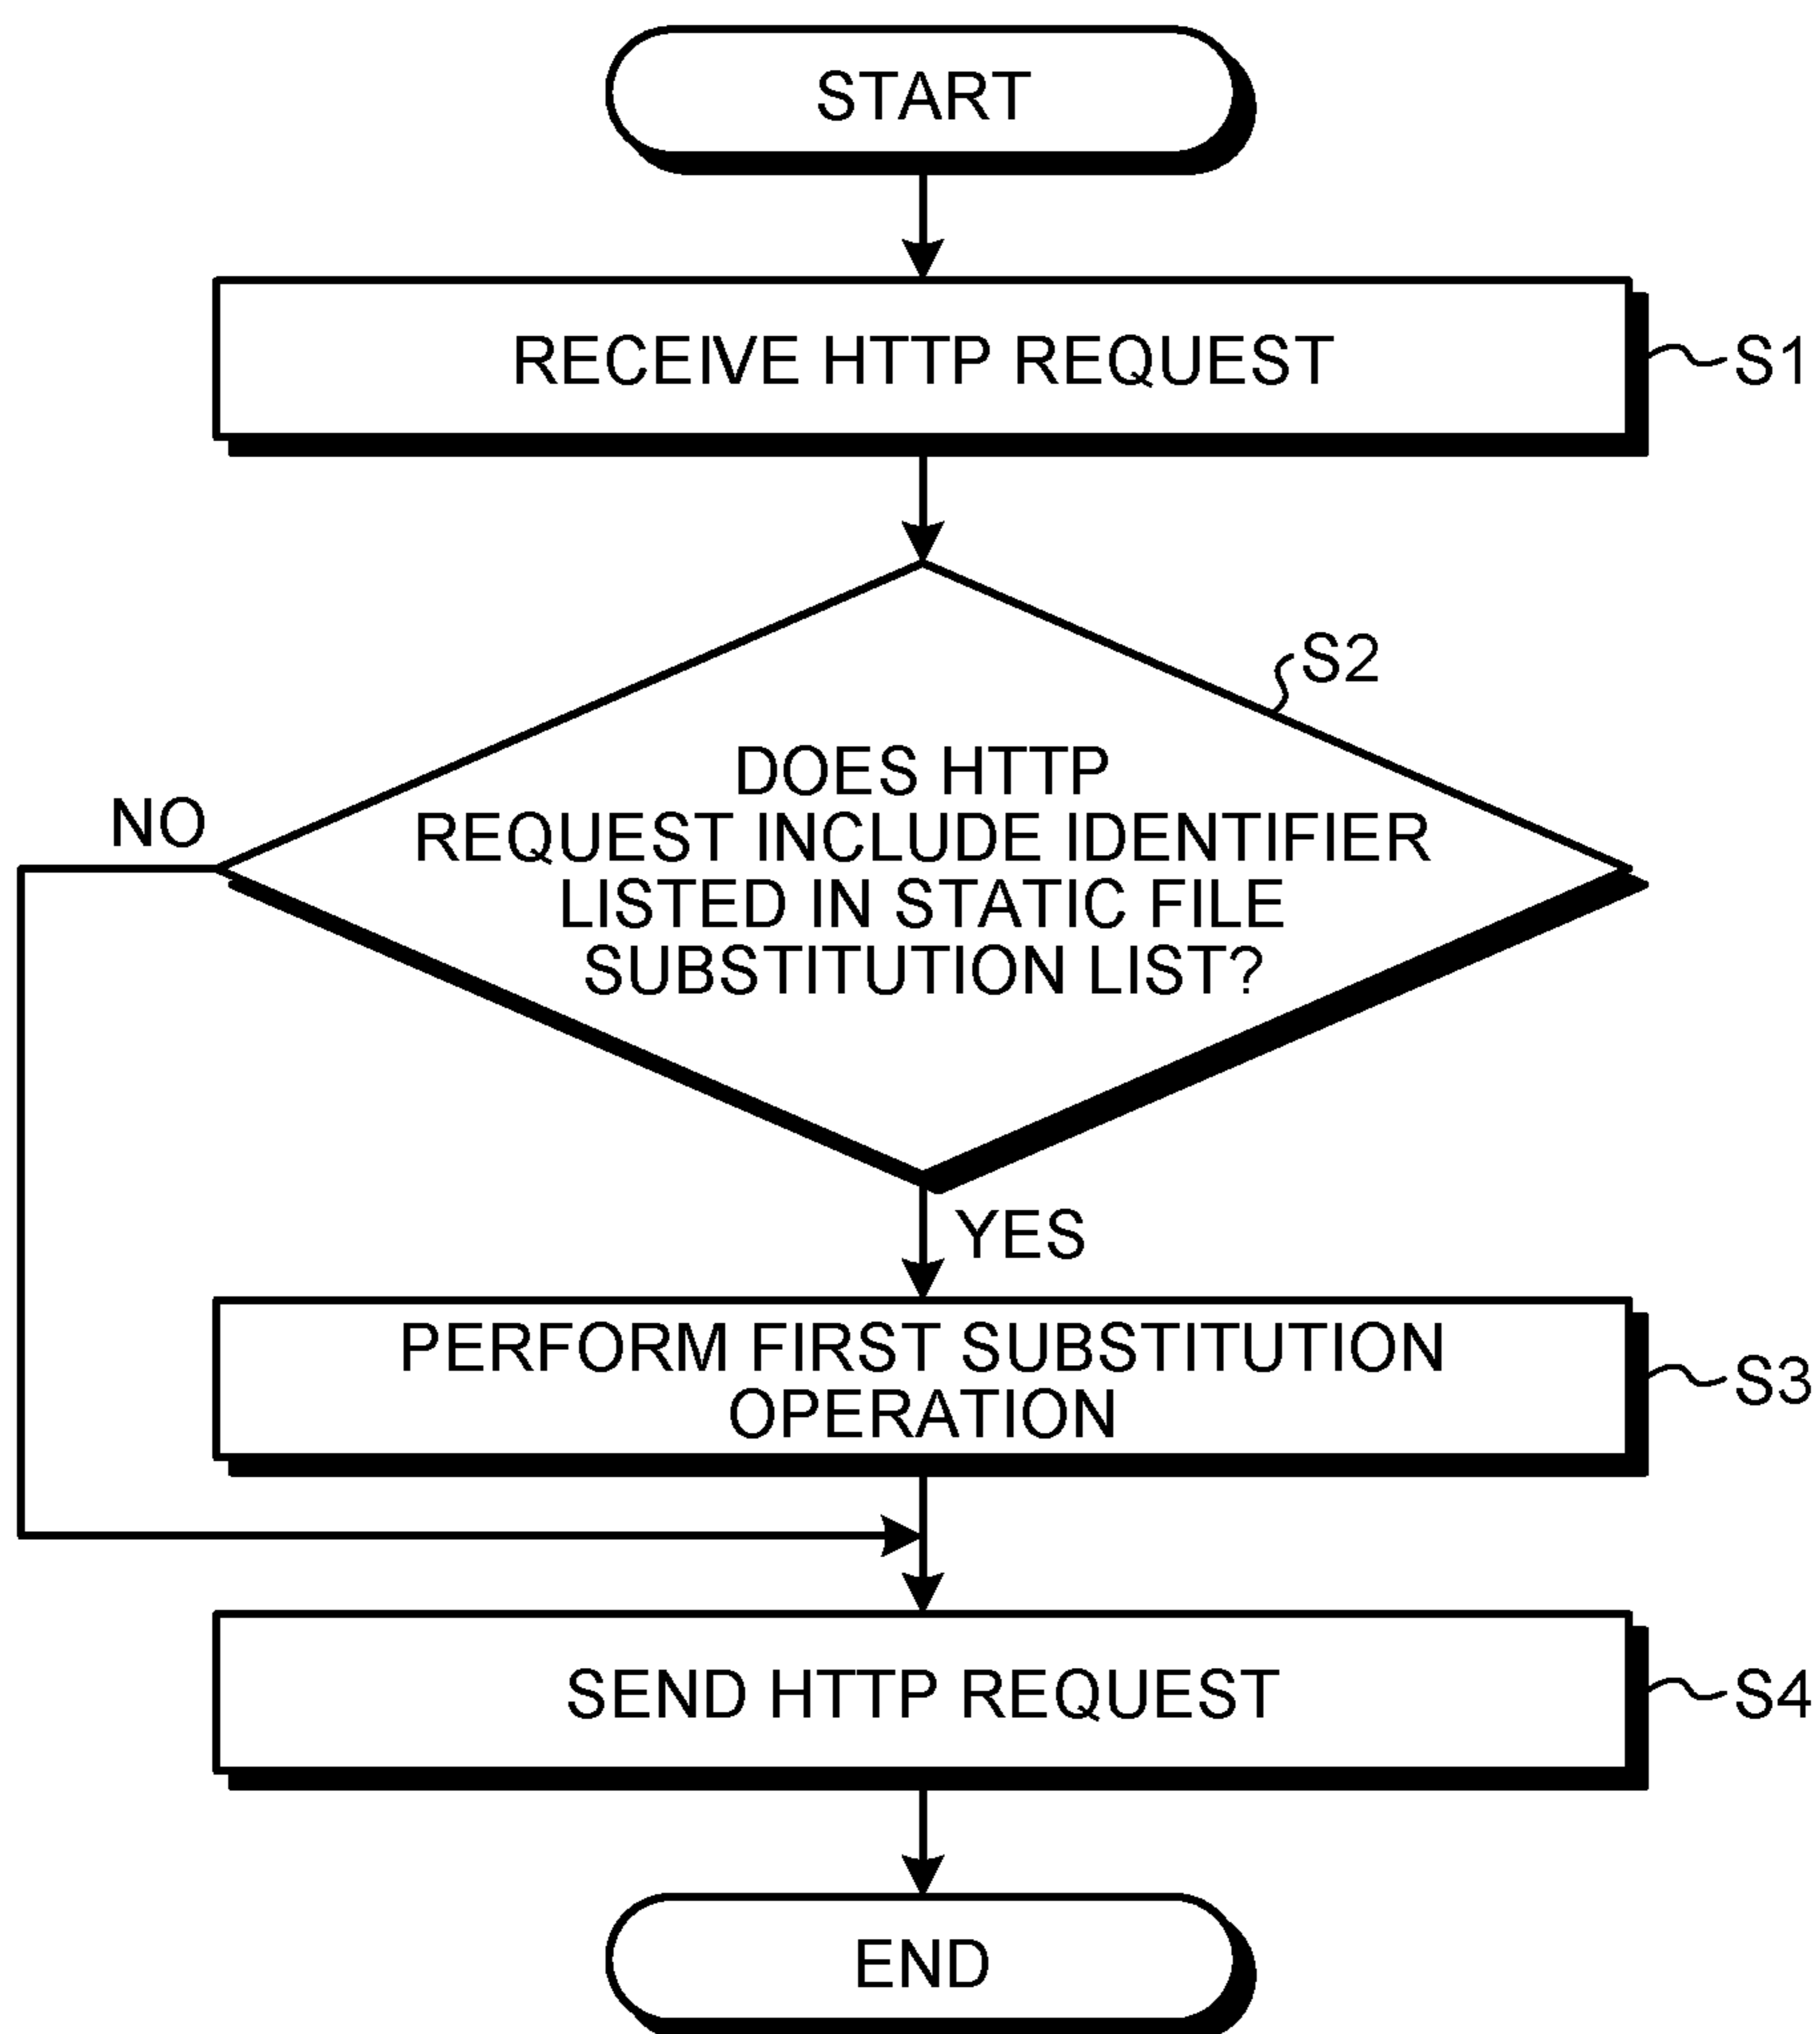 START
RECEIVE HTTP REQUEST
S1
S2
DOES HTTP
REQUEST INCLUDE IDENTIFIER
LISTED IN STATIC FILE
SUBSTITUTION LIST?
NO
YES
PERFORM FIRST SUBSTITUTION
OPERATION
S3
SEND HTTP REQUEST
S4
END